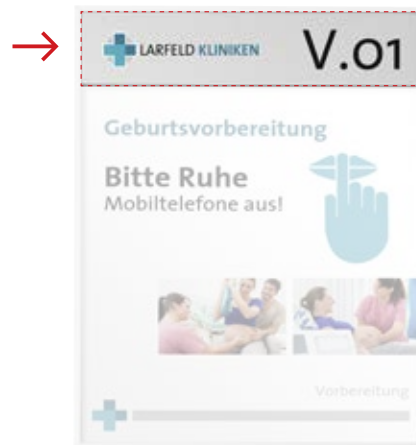 LARFELD KLINIKEN
V.01
Geburtsvorbereitung
Bitte Ruhe
Mobiltelefone aus!
Vorbereitung